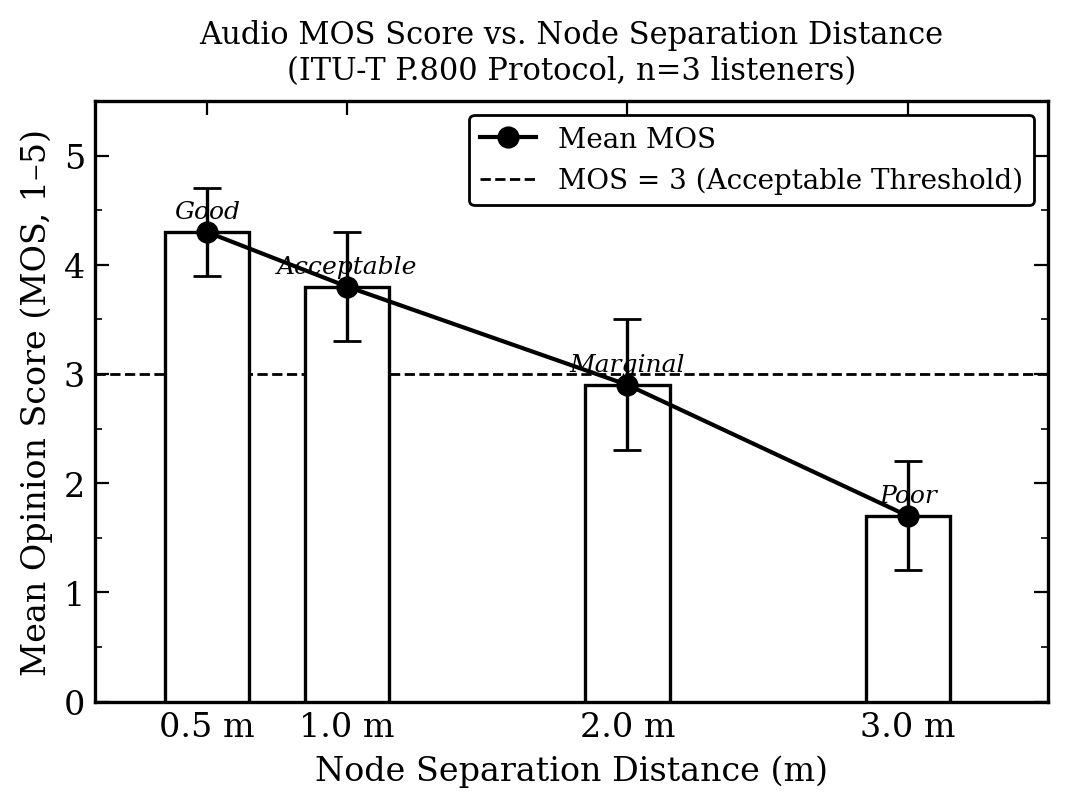 Audio MOS Score vs. Node Separation Distance
(ITU-T P.800 Protocol, n=3 listeners)
Mean MOS
MOS = 3 (Acceptable Threshold)
Mean Opinion Score (MOS, 1–5)
5
4
3
2
1
0
Good
Acceptable
Marginal
Poor
0.5 m
1.0 m
2.0 m
3.0 m
Node Separation Distance (m)